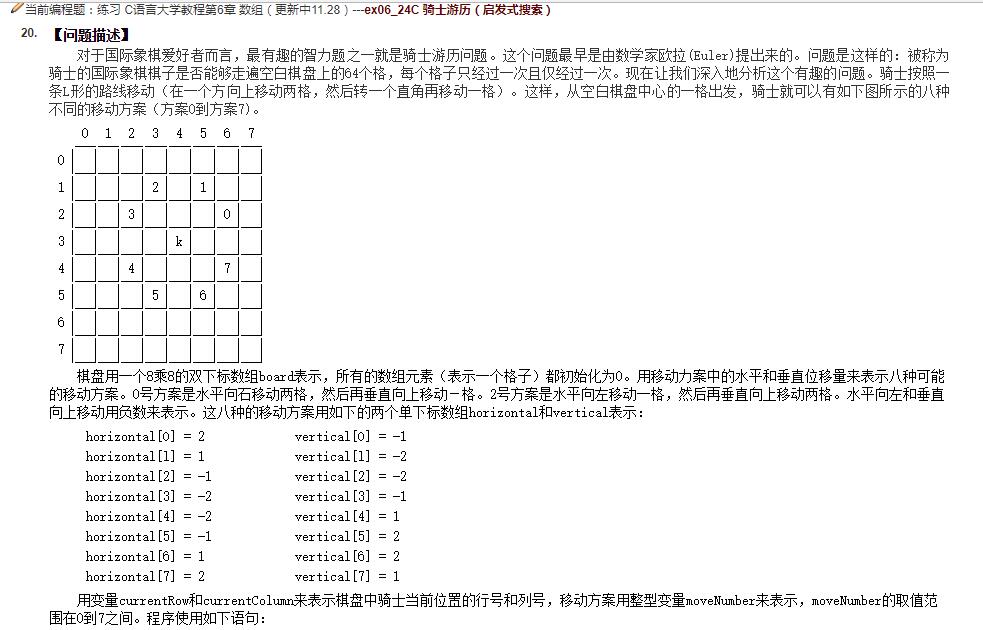 当前编程题：练习 C语言大学教程第6章 数组（更新中11.28）---ex06_24C 骑士游历（启发式搜索）
20. 【问题描述】
对于国际象棋爱好者而言，最有趣的智力题之一就是骑士游历问题。这个问题最早是由数学家欧拉(Euler)提出来的。问题是这样的：被称为
骑士的国际象棋棋子是否能够走遍空白棋盘上的64个格，每个格子只经过一次且仅经过一次。现在让我们深入地分析这个有趣的问题。骑士按照一
条L形的路线移动（在一个方向上移动两格，然后转一个直角再移动一格）。这样，从空白棋盘中心的一格出发，骑士就可以有如下图所示的八种
不同的移动方案（方案0到方案7)。
0 1 2 3 4 5 6 7
0
1 2 1
2 3 0
3 k
4 4 7
5 5 6
6
7
棋盘用一个8乘8的双下标数组board表示，所有的数组元素（表示一个格子）都初始化为0。用移动力案中的水平和垂直位移量来表示八种可能
的移动方案。0号方案是水平向石移动两格，然后再垂直向上移动－格。2号方案是水平向左移动一格，然后再垂直向上移动两格。水平向左和垂直
向上移动用负数来表示。这八种的移动方案用如下的两个单下标数组horizontal和vertical表示：
horizontal[0] = 2 vertical[0] = -1
horizontal[l] = 1 vertical[l] = -2
horizontal[2] = -1 vertical[2] = -2
horizontal[3] = -2 vertical[3] = -1
horizontal[4] = -2 vertical[4] = 1
horizontal[5] = -1 vertical[5] = 2
horizontal[6] = 1 vertical[6] = 2
horizontal[7] = 2 vertical[7] = 1
用变量currentRow和currentColumn来表示棋盘中骑士当前位置的行号和列号，移动方案用整型变量moveNumber来表示，moveNumber的取值范
围在0到7之间。程序使用如下语句：